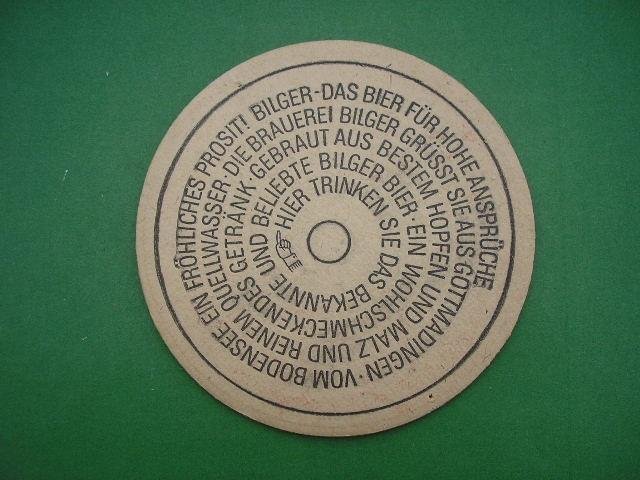 HIER TRINKEN SIE DAS BEKANNTE UND
BELIEBTE BILGER BIER EIN WOHLSCHMECKENDES GETRÄNK·
GEBRAUT AUS BESTEM HOPFEN UND MALZ UND REINEM QUELLWASSER·
DIE BRAUEREI BILGER GRÜSST SIE AUS GOTTMADINGEN· VOM BODENSEE EIN FRÖHLICHES PROSIT!
BILGER-DAS BIER FÜR HOHE ANSPRÜCHE